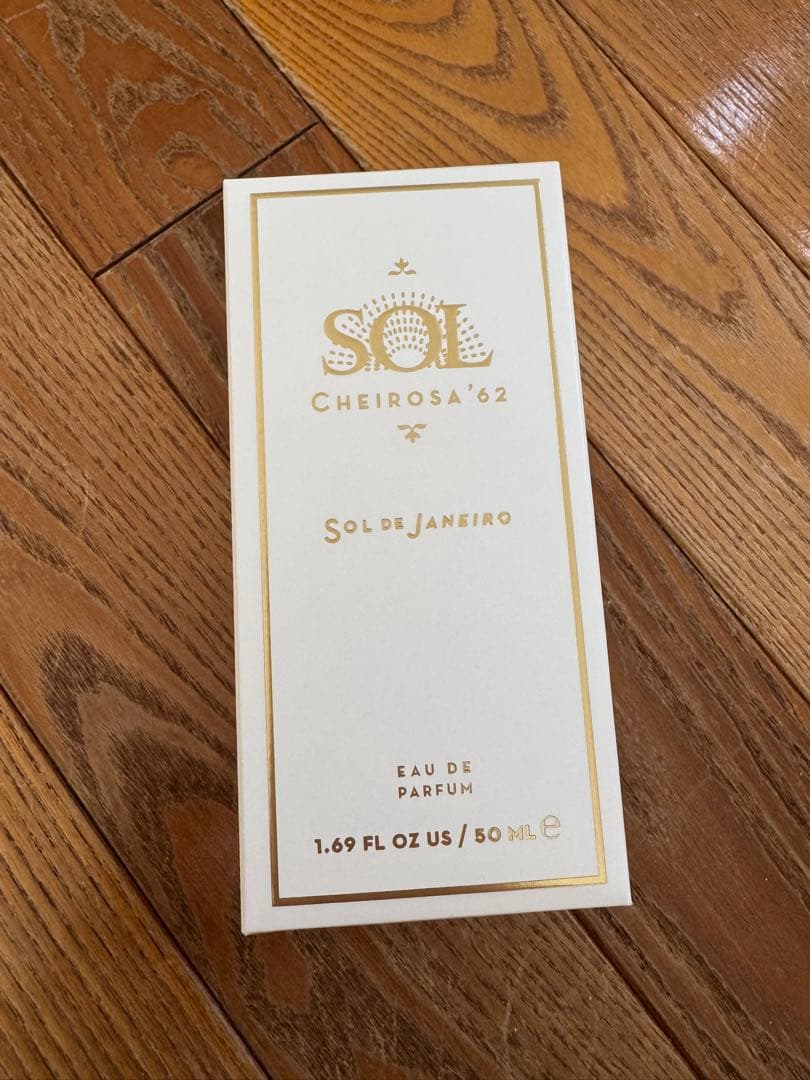 SOL
CHEIROSA '62
SOL DE JANEIRO
EAU DE
PARFUM
1.69 FL OZ US / 50 ML ℮